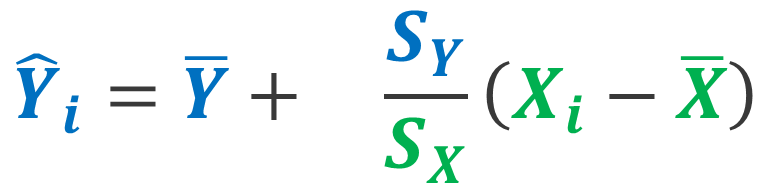 Ŷᵢ = Ȳ + S_Y/S_X (Xᵢ − X̄)